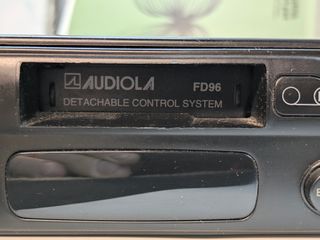 AUDIOLA FD96
DETACHABLE CONTROL SYSTEM